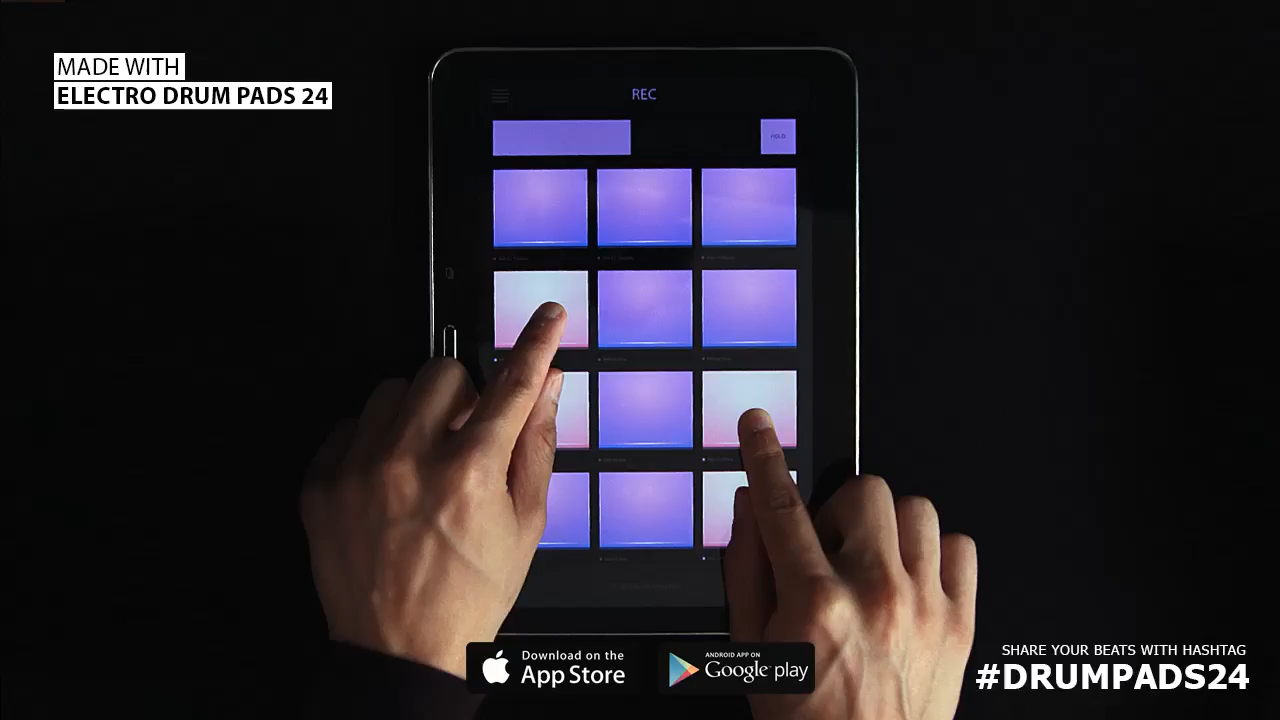 MADE WITH
ELECTRO DRUM PADS 24
REC
HOLD
Download on the
App Store
ANDROID APP ON
Google play
SHARE YOUR BEATS WITH HASHTAG
#DRUMPADS24